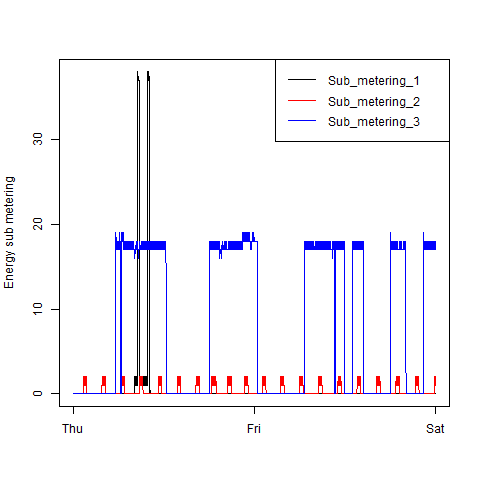 Sub_metering_1
Sub_metering_2
Sub_metering_3
Energy sub metering
30
20
10
0
Thu
Fri
Sat